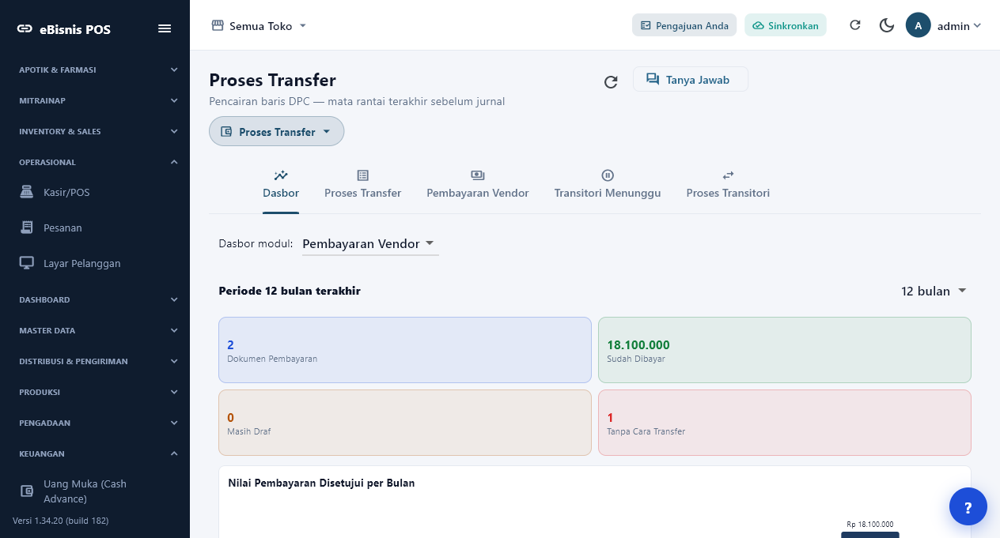 eBisnis POS
APOTIK & FARMASI
MITRAINAP
INVENTORY & SALES
OPERASIONAL
Kasir/POS
Pesanan
Layar Pelanggan
DASHBOARD
MASTER DATA
DISTRIBUSI & PENGIRIMAN
PRODUKSI
PENGADAAN
KEUANGAN
Uang Muka (Cash
Advance)
Versi 1.34.20 (build 182)
Semua Toko
Pengajuan Anda
Sinkronkan
A
admin
Proses Transfer
Pencairan baris DPC — mata rantai terakhir sebelum jurnal
Tanya Jawab
Proses Transfer
Dasbor
Proses Transfer
Pembayaran Vendor
Transitori Menunggu
Proses Transitori
Dasbor modul:
Pembayaran Vendor
Periode 12 bulan terakhir
12 bulan
2
Dokumen Pembayaran
18.100.000
Sudah Dibayar
0
Masih Draf
1
Tanpa Cara Transfer
Nilai Pembayaran Disetujui per Bulan
Rp 18.100.000
?